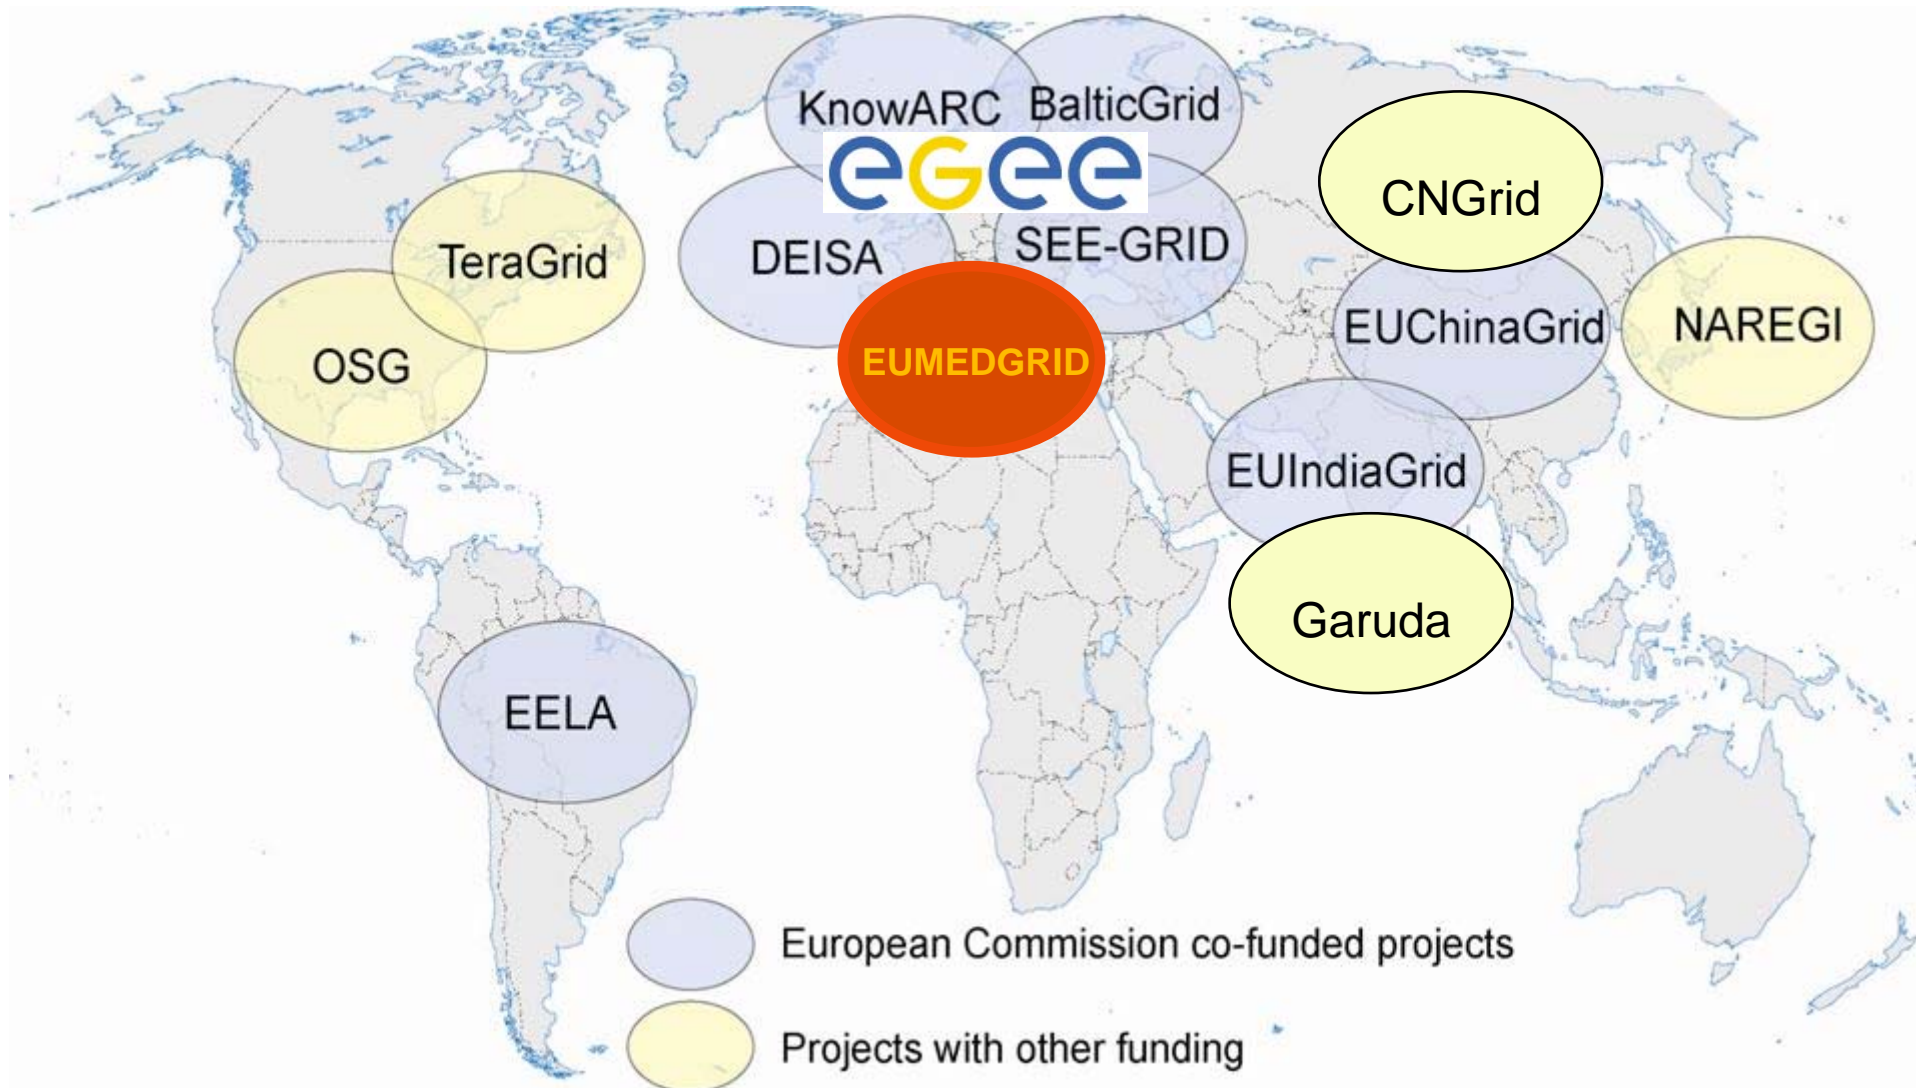 KnowARC
BalticGrid
eGee
CNGrid
TeraGrid
DEISA
SEE-GRID
OSG
EUMEDGRID
EUChinaGrid
NAREGI
EUIndiaGrid
Garuda
EELA
European Commission co-funded projects
Projects with other funding